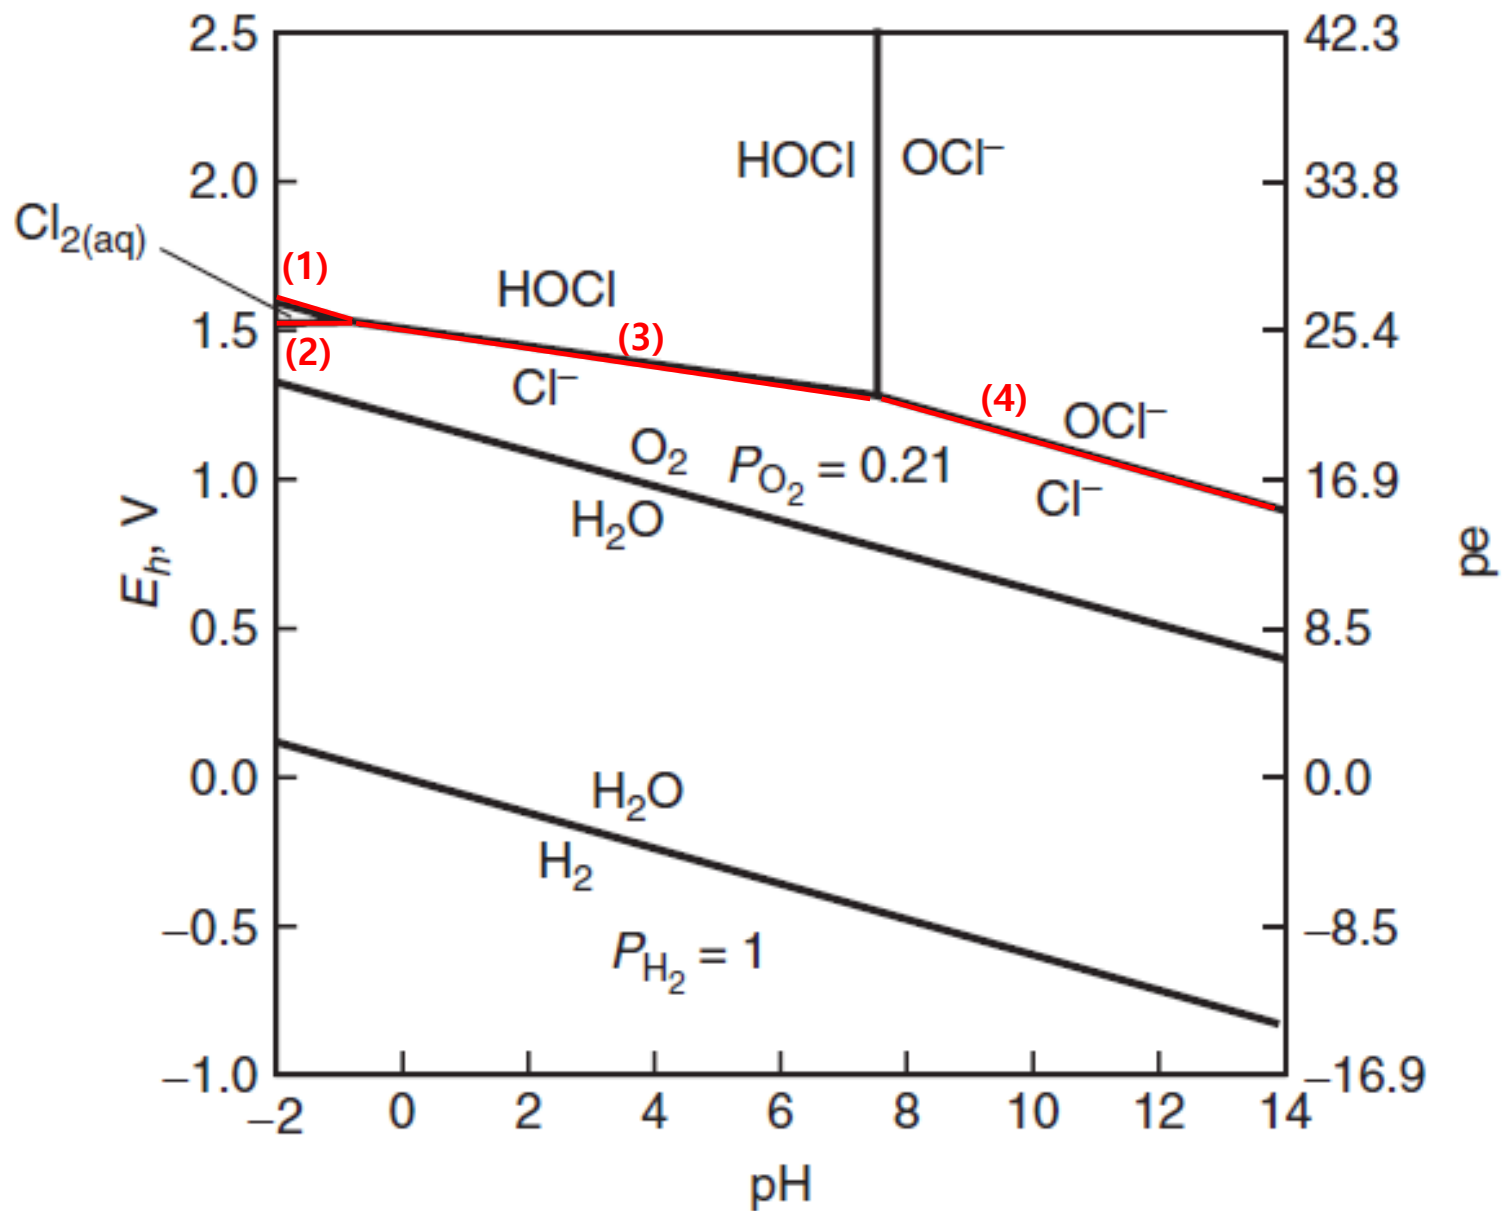 2.5
42.3
HOCl
OCl⁻
2.0
33.8
Cl₂(aq)
(1)
HOCl
1.5
25.4
(2)
(3)
Cl⁻
(4)
OCl⁻
O₂
P_O₂ = 0.21
1.0
16.9
Cl⁻
H₂O
E_h, V
pe
0.5
8.5
0.0
H₂O
0.0
H₂
–0.5
P_H₂ = 1
–8.5
–1.0
–16.9
–2 0 2 4 6 8 10 12 14
pH